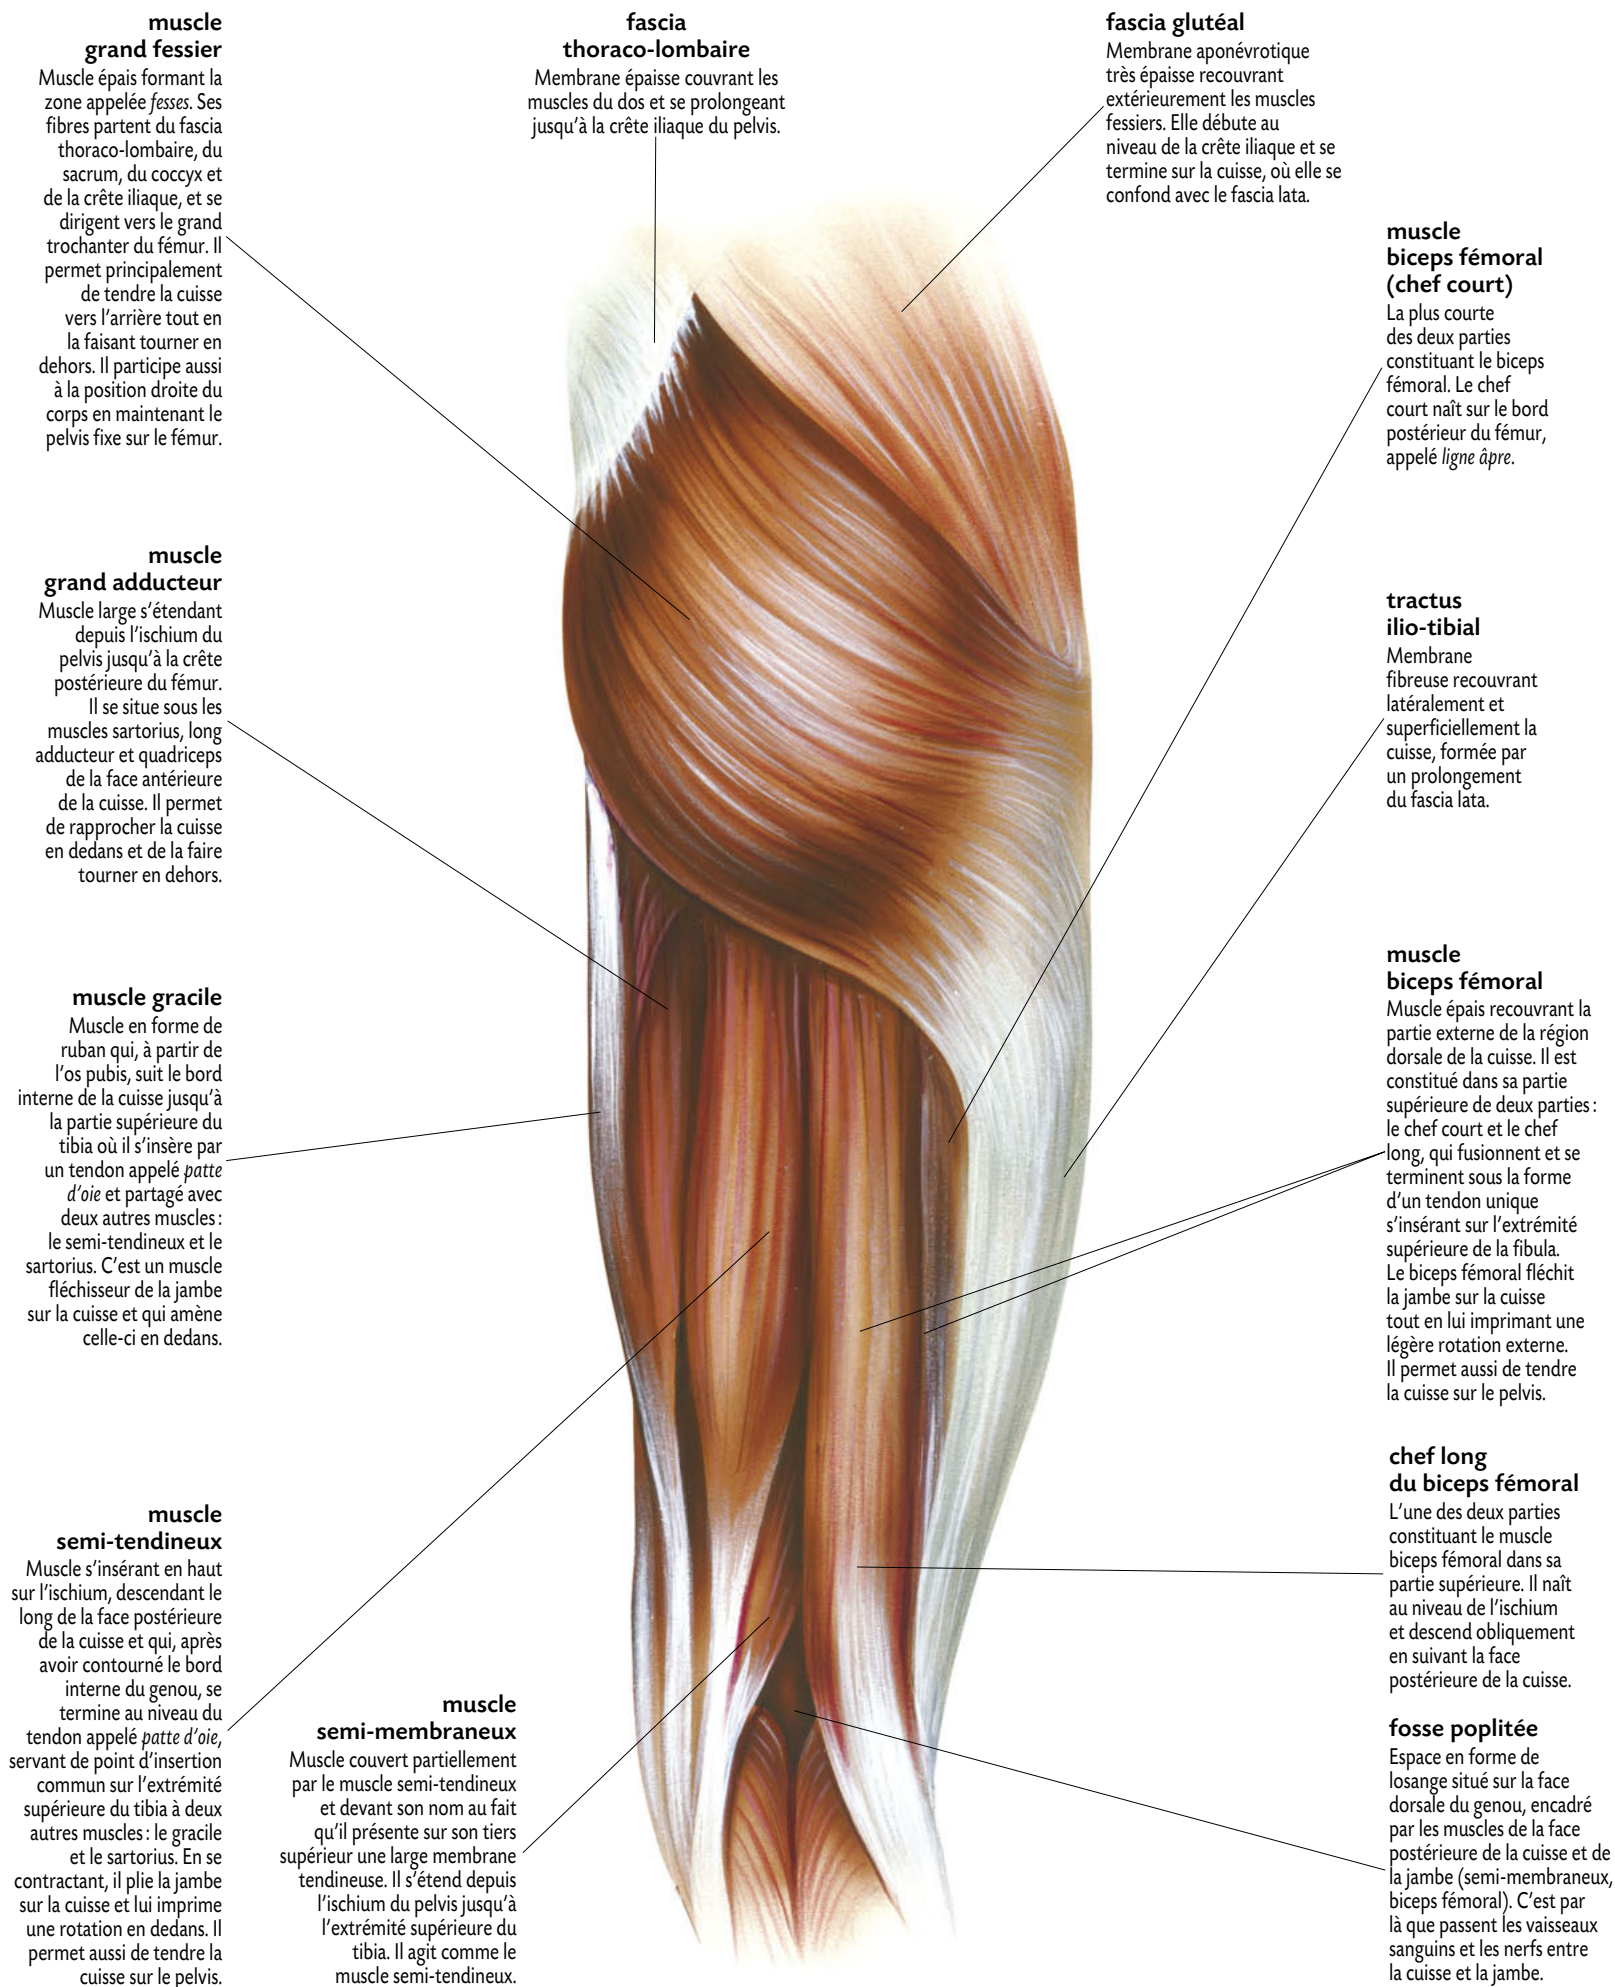 muscle
grand fessier
Muscle épais formant la
zone appelée fesses. Ses
fibres partent du fascia
thoraco-lombaire, du
sacrum, du coccyx et
de la crête iliaque, et se
dirigent vers le grand
trochanter du fémur. Il
permet principalement
de tendre la cuisse
vers l’arrière tout en
la faisant tourner en
dehors. Il participe aussi
à la position droite du
corps en maintenant le
pelvis fixe sur le fémur.
muscle
grand adducteur
Muscle large s’étendant
depuis l’ischium du
pelvis jusqu’à la crête
postérieure du fémur.
Il se situe sous les
muscles sartorius, long
adducteur et quadriceps
de la face antérieure
de la cuisse. Il permet
de rapprocher la cuisse
en dedans et de la faire
tourner en dehors.
muscle gracile
Muscle en forme de
ruban qui, à partir de
l’os pubis, suit le bord
interne de la cuisse jusqu’à
la partie supérieure du
tibia où il s’insère par
un tendon appelé patte
d’oie et partagé avec
deux autres muscles :
le semi-tendineux et le
sartorius. C’est un muscle
fléchisseur de la jambe
sur la cuisse et qui amène
celle-ci en dedans.
muscle
semi-tendineux
Muscle s’insérant en haut
sur l’ischium, descendant le
long de la face postérieure
de la cuisse et qui, après
avoir contourné le bord
interne du genou, se
termine au niveau du
tendon appelé patte d’oie,
servant de point d’insertion
commun sur l’extrémité
supérieure du tibia à deux
autres muscles : le gracile
et le sartorius. En se
contractant, il plie la jambe
sur la cuisse et lui imprime
une rotation en dedans. Il
permet aussi de tendre la
cuisse sur le pelvis.
fascia
thoraco-lombaire
Membrane épaisse couvrant les
muscles du dos et se prolongeant
jusqu’à la crête iliaque du pelvis.
muscle
semi-membraneux
Muscle couvert partiellement
par le muscle semi-tendineux
et devant son nom au fait
qu’il présente sur son tiers
supérieur une large membrane
tendineuse. Il s’étend depuis
l’ischium du pelvis jusqu’à
l’extrémité supérieure du
tibia. Il agit comme le
muscle semi-tendineux.
fascia glutéal
Membrane aponévrotique
très épaisse recouvrant
extérieurement les muscles
fessiers. Elle débute au
niveau de la crête iliaque et se
termine sur la cuisse, où elle se
confond avec le fascia lata.
muscle
biceps fémoral
(chef court)
La plus courte
des deux parties
constituant le biceps
fémoral. Le chef
court naît sur le bord
postérieur du fémur,
appelé ligne âpre.
tractus
ilio-tibial
Membrane
fibreuse recouvrant
latéralement et
superficiellement la
cuisse, formée par
un prolongement
du fascia lata.
muscle
biceps fémoral
Muscle épais recouvrant la
partie externe de la région
dorsale de la cuisse. Il est
constitué dans sa partie
supérieure de deux parties :
le chef court et le chef
long, qui fusionnent et se
terminent sous la forme
d’un tendon unique
s’insérant sur l’extrémité
supérieure de la fibula.
Le biceps fémoral fléchit
la jambe sur la cuisse
tout en lui imprimant une
légère rotation externe.
Il permet aussi de tendre
la cuisse sur le pelvis.
chef long
du biceps fémoral
L’une des deux parties
constituant le muscle
biceps fémoral dans sa
partie supérieure. Il naît
au niveau de l’ischium
et descend obliquement
en suivant la face
postérieure de la cuisse.
fosse poplitée
Espace en forme de
losange situé sur la face
dorsale du genou, encadré
par les muscles de la face
postérieure de la cuisse et de
la jambe (semi-membraneux,
biceps fémoral). C’est par
là que passent les vaisseaux
sanguins et les nerfs entre
la cuisse et la jambe.